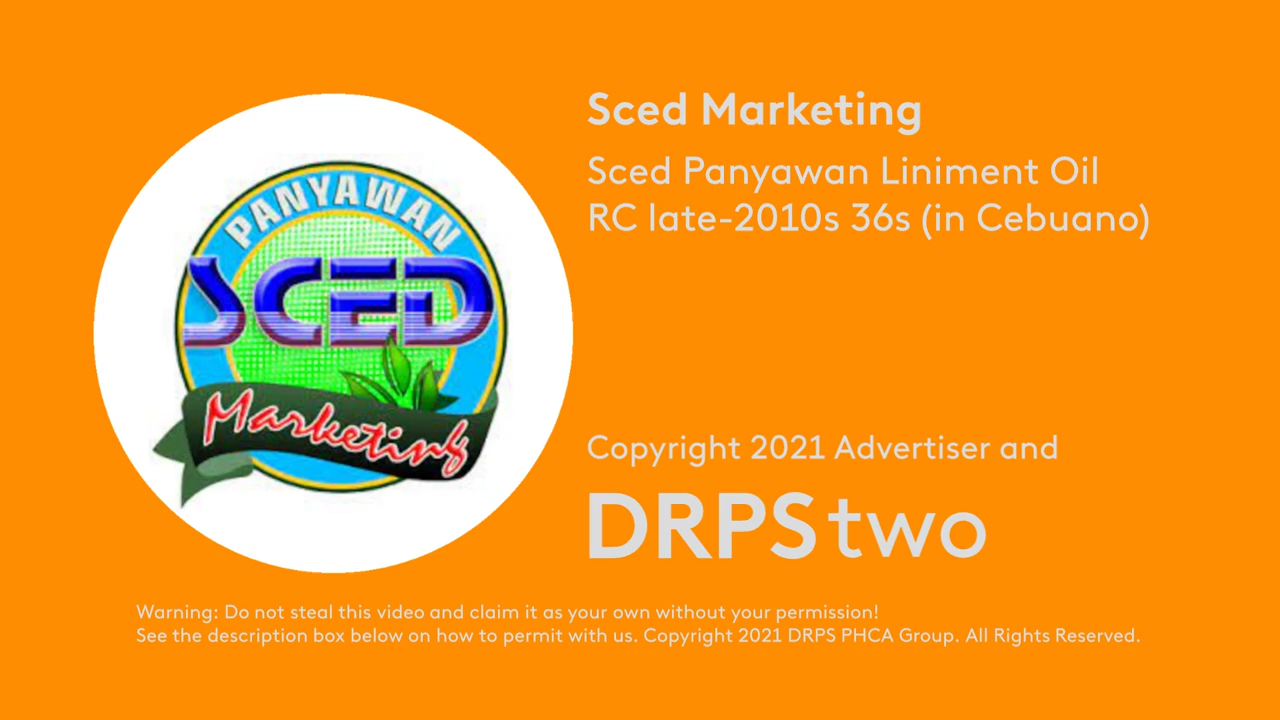 PANYAWAN
SCED
Marketing
Sced Marketing
Sced Panyawan Liniment Oil
RC late-2010s 36s (in Cebuano)
Copyright 2021 Advertiser and
DRPS two
Warning: Do not steal this video and claim it as your own without your permission!
See the description box below on how to permit with us. Copyright 2021 DRPS PHCA Group. All Rights Reserved.